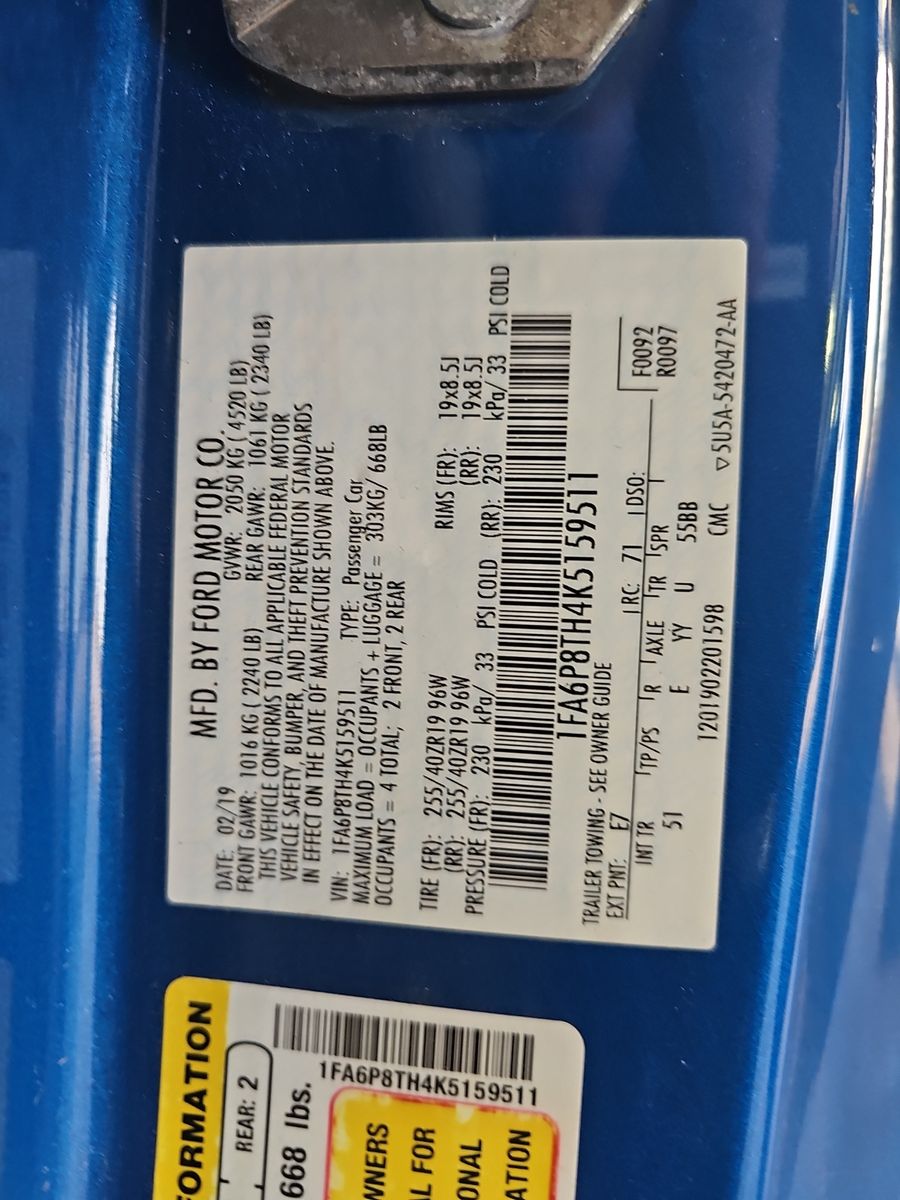 MFD. BY FORD MOTOR CO.
DATE: 02/19 GVWR: 2050 KG ( 4520 LB)
FRONT GAWR: 1016 KG ( 2240 LB) REAR GAWR: 1061 KG ( 2340 LB)
THIS VEHICLE CONFORMS TO ALL APPLICABLE FEDERAL MOTOR
VEHICLE SAFETY, BUMPER, AND THEFT PREVENTION STANDARDS
IN EFFECT ON THE DATE OF MANUFACTURE SHOWN ABOVE.
VIN: 1FA6P8TH4K5159511 TYPE: Passenger Car
MAXIMUM LOAD = OCCUPANTS + LUGGAGE = 303KG/ 668LB
OCCUPANTS = 4 TOTAL; 2 FRONT, 2 REAR
TIRE (FR): 255/40ZR19 96W RIMS (FR): 19x8.5J
(RR): 255/40ZR19 96W (RR): 19x8.5J
PRESSURE (FR): 230 kPa/ 33 PSI COLD (RR): 230 kPa/ 33 PSI COLD
1FA6P8TH4K5159511
TRAILER TOWING - SEE OWNER GUIDE
EXT PNT: E7 RC: 71 DSO: F0092
INT TR TP/PS R AXLE TR SPR R0097
51 E YY U 55BB
1201902201598 CMC ▽5U5A-5420472-AA
FORMATION
REAR: 2
668 lbs.
1FA6P8TH4K5159511
WNERS
L FOR
ONAL
ATION